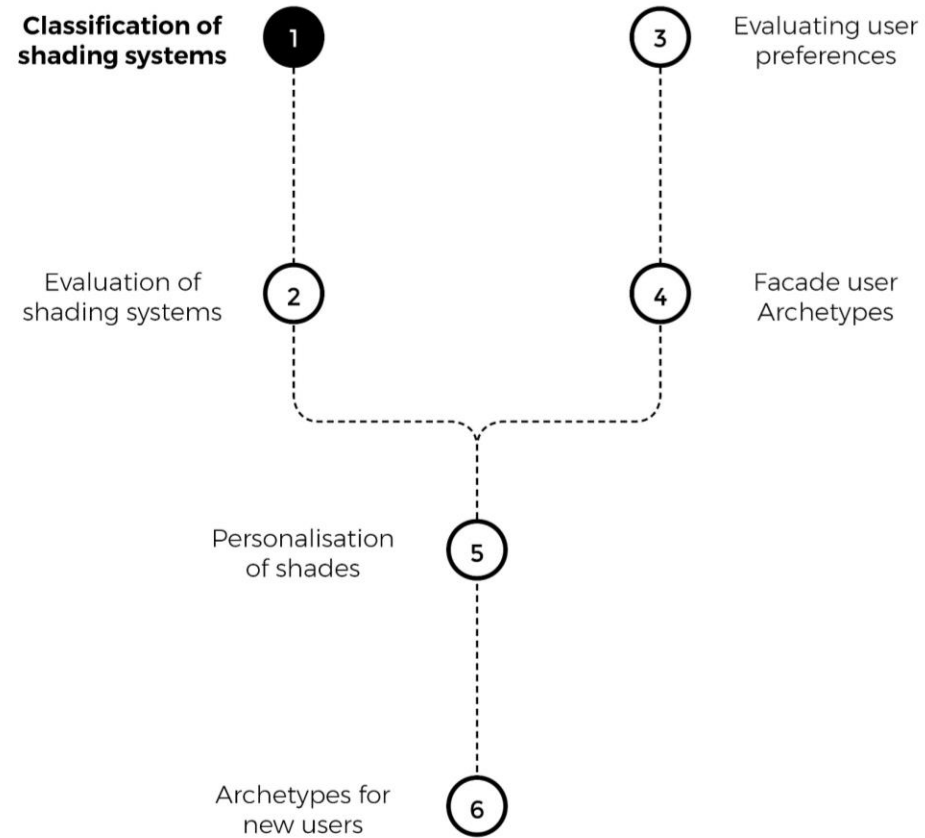 Classification of
shading systems
1
3
Evaluating user
preferences
Evaluation of
shading systems
2
4
Facade user
Archetypes
Personalisation
of shades
5
Archetypes for
new users
6